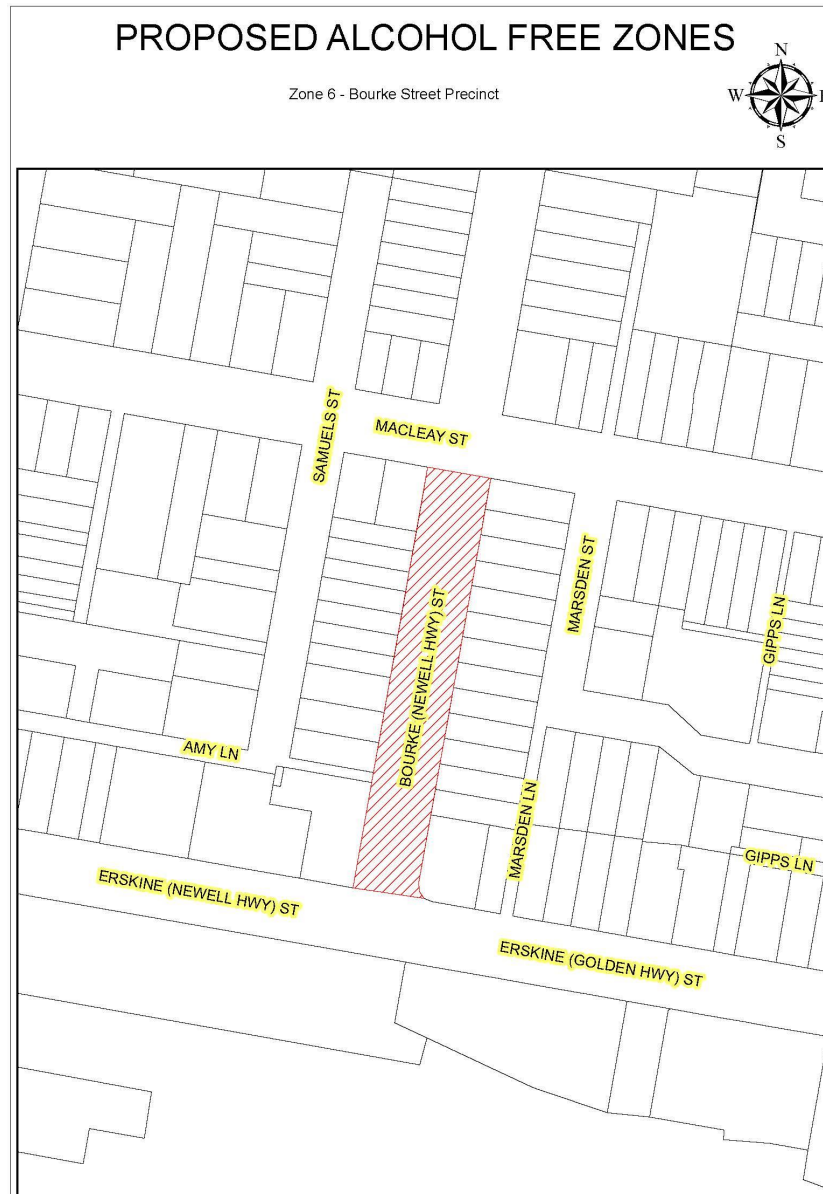 PROPOSED ALCOHOL FREE ZONES
Zone 6 - Bourke Street Precinct
N
W
E
S
SAMUELS ST
MACLEAY ST
MARSDEN ST
GIPPS LN
BOURKE (NEWELL HWY) ST
AMY LN
MARSDEN LN
GIPPS LN
ERSKINE (NEWELL HWY) ST
ERSKINE (GOLDEN HWY) ST